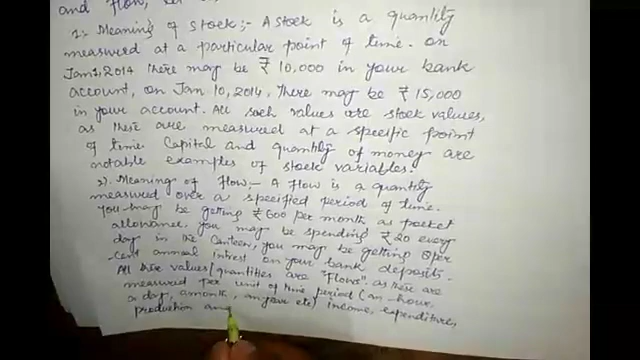 and flow,
1:- Meaning of stock:- A stock is a quantity
measured at a particular point of time. On
Jan 1, 2014 there may be ₹ 10,000 in your bank
account, on Jan 10, 2014, there may be ₹ 15,000
in your account. All such values are stock values,
as these are measured at a specific point
of time. Capital and quantity of money are
notable examples of stock variables.
2). Meaning of flow:- A flow is a quantity
measured over a specified period of time.
You may be getting ₹ 600 per month as pocket
allowance, you may be spending ₹ 20 every
day in the canteen, you may be getting 9 per
cent annual intrest on your bank deposits.
All these values/quantities are "Flows" as these are
measured per unit of time period (an hour,
a day, a month, an year etc) income, expenditure,
production and